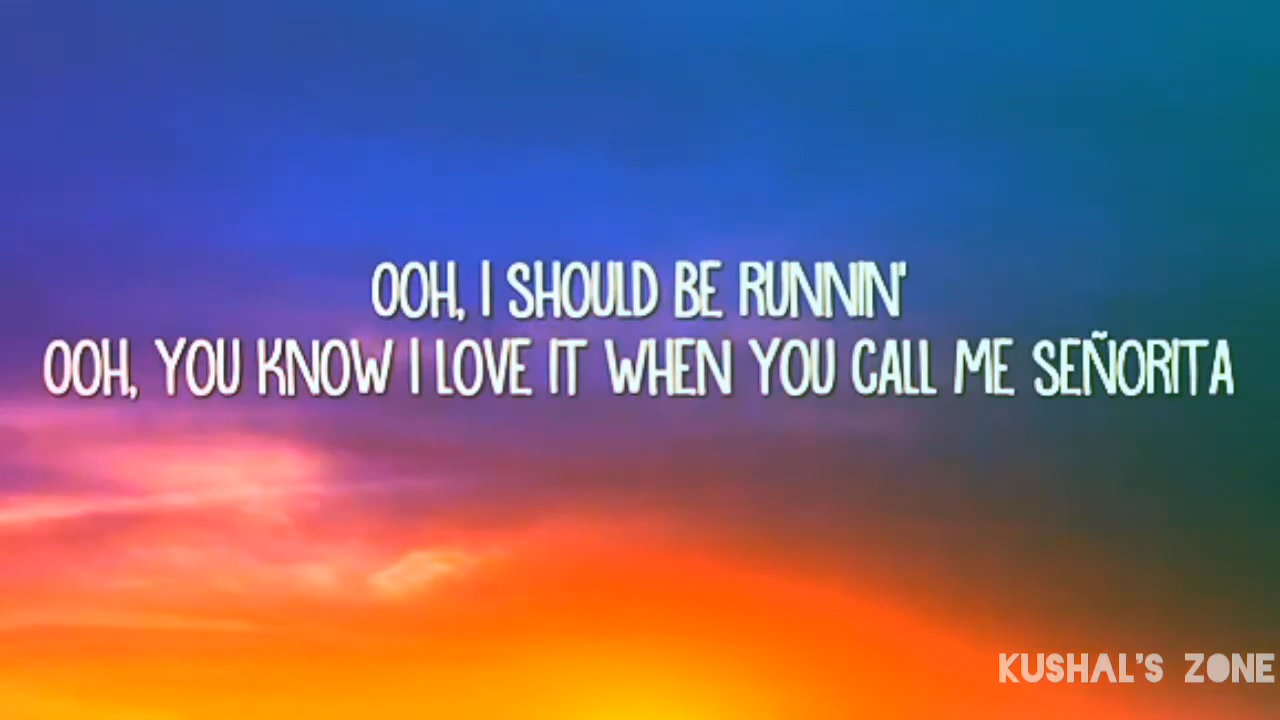 OOH, I SHOULD BE RUNNIN'
OOH, YOU KNOW I LOVE IT WHEN YOU CALL ME SEÑORITA
KUSHAL'S ZONE